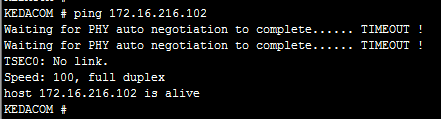 KEDACOM # ping 172.16.216.102
Waiting for PHY auto negotiation to complete...... TIMEOUT !
Waiting for PHY auto negotiation to complete...... TIMEOUT !
TSEC0: No link.
Speed: 100, full duplex
host 172.16.216.102 is alive
KEDACOM #